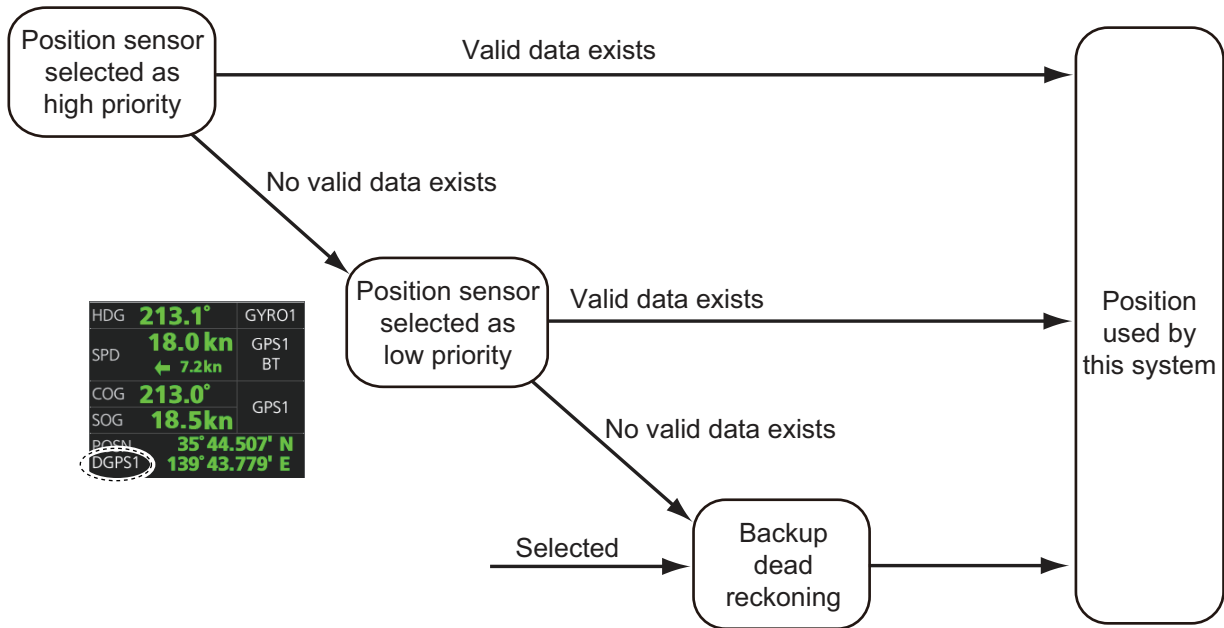 Position sensor
selected as
high priority
Valid data exists
No valid data exists
Position sensor
selected as
low priority
Valid data exists
No valid data exists
Selected
Backup
dead
reckoning
Position
used by
this system
HDG 213.1° GYRO1
SPD 18.0 kn GPS1
7.2kn BT
COG 213.0°
GPS1
SOG 18.5kn
POSN 35°44.507' N
DGPS1 139°43.779' E